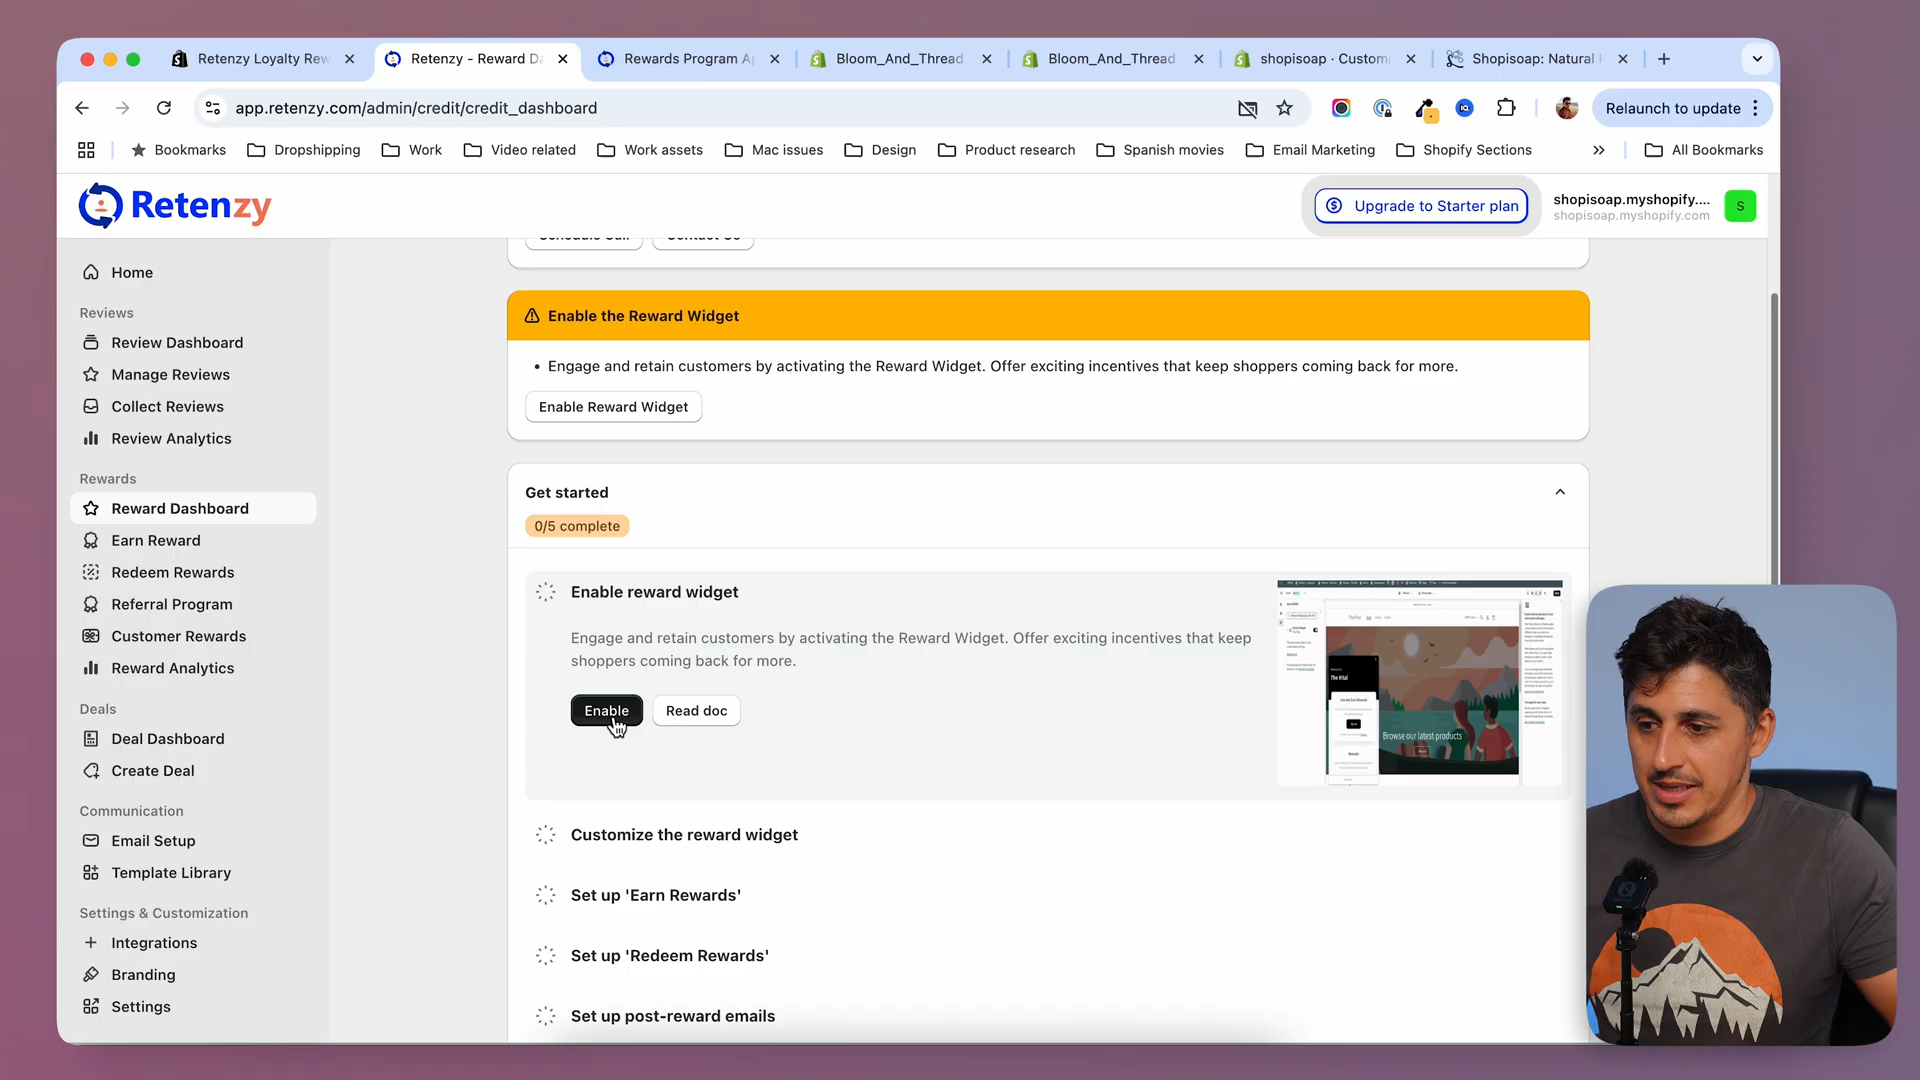 Retenzy Loyalty Rew
Retenzy - Reward D
Rewards Program A
Bloom_And_Thread
Bloom_And_Thread
shopisoap · Customi
Shopisoap: Natural
app.retenzy.com/admin/credit/credit_dashboard
Relaunch to update
Bookmarks
Dropshipping
Work
Video related
Work assets
Mac issues
Design
Product research
Spanish movies
Email Marketing
Shopify Sections
All Bookmarks
Retenzy
Upgrade to Starter plan
shopisoap.myshopify....
shopisoap.myshopify.com
S
Home
Reviews
Review Dashboard
Manage Reviews
Collect Reviews
Review Analytics
Rewards
Reward Dashboard
Earn Reward
Redeem Rewards
Referral Program
Customer Rewards
Reward Analytics
Deals
Deal Dashboard
Create Deal
Communication
Email Setup
Template Library
Settings & Customization
Integrations
Branding
Settings
Schedule Call
Contact Us
Enable the Reward Widget
• Engage and retain customers by activating the Reward Widget. Offer exciting incentives that keep shoppers coming back for more.
Enable Reward Widget
Get started
0/5 complete
Enable reward widget
Engage and retain customers by activating the Reward Widget. Offer exciting incentives that keep
shoppers coming back for more.
Enable
Read doc
The Vital
Browse our latest products
Customize the reward widget
Set up 'Earn Rewards'
Set up 'Redeem Rewards'
Set up post-reward emails